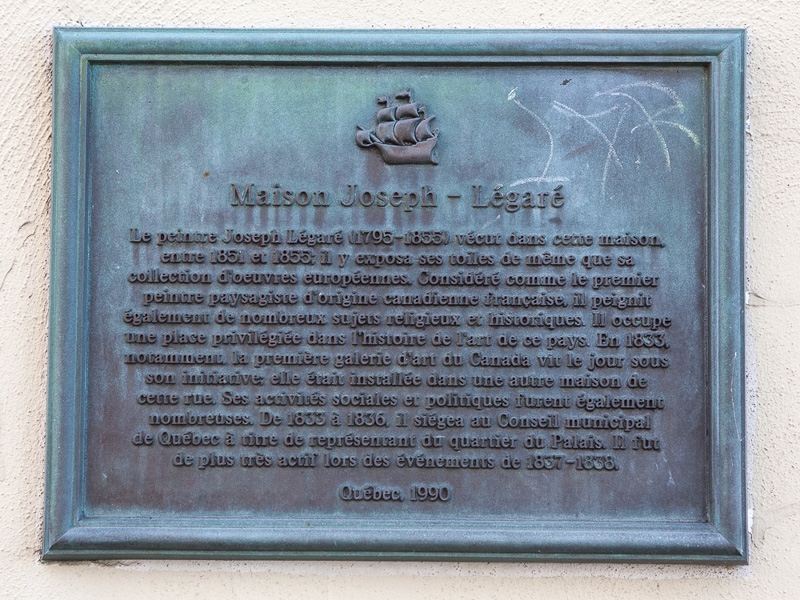 Maison Joseph - Légaré
Le peintre Joseph Légaré (1795-1855) vécut dans cette maison,
entre 1851 et 1855; il y exposa ses toiles de même que sa
collection d'oeuvres européennes. Considéré comme le premier
peintre paysagiste d'origine canadienne française, il peignit
également de nombreux sujets religieux et historiques. Il occupe
une place privilégiée dans l'histoire de l'art de ce pays. En 1833,
notamment, la première galerie d'art du Canada vit le jour sous
son initiative; elle était installée dans une autre maison de
cette rue. Ses activités sociales et politiques furent également
nombreuses. De 1833 à 1836, il siégea au Conseil municipal
de Québec à titre de représentant du quartier du Palais. Il fut
de plus très actif lors des événements de 1837-1838.
Québec, 1990